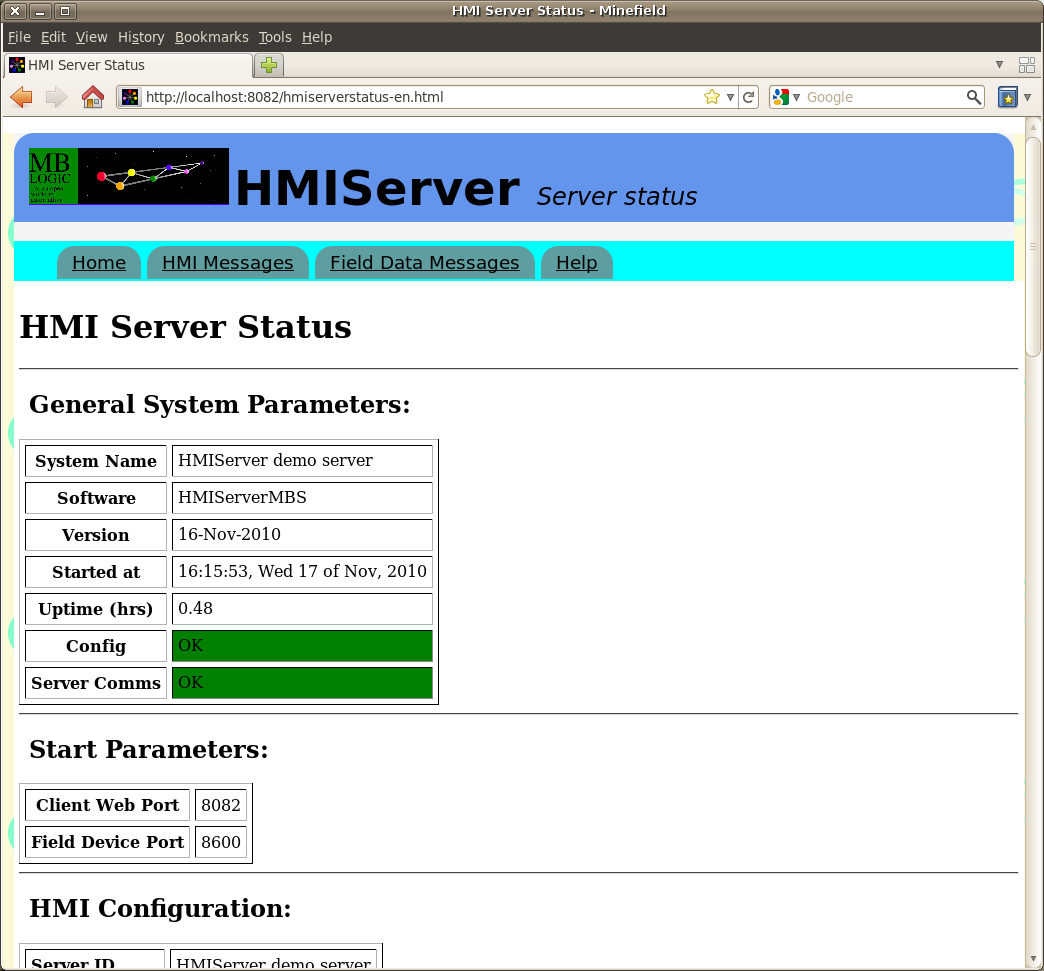 HMI Server Status - Minefield
File Edit View History Bookmarks Tools Help
HMI Server Status
http://localhost:8082/hmiserverstatus-en.html Google
MB
LOGIC
HMIServer Server status
Home HMI Messages Field Data Messages Help
HMI Server Status
General System Parameters:
System Name HMIServer demo server
Software HMIServerMBS
Version 16-Nov-2010
Started at 16:15:53, Wed 17 of Nov, 2010
Uptime (hrs) 0.48
Config OK
Server Comms OK
Start Parameters:
Client Web Port 8082
Field Device Port 8600
HMI Configuration:
Server ID HMIServer demo server